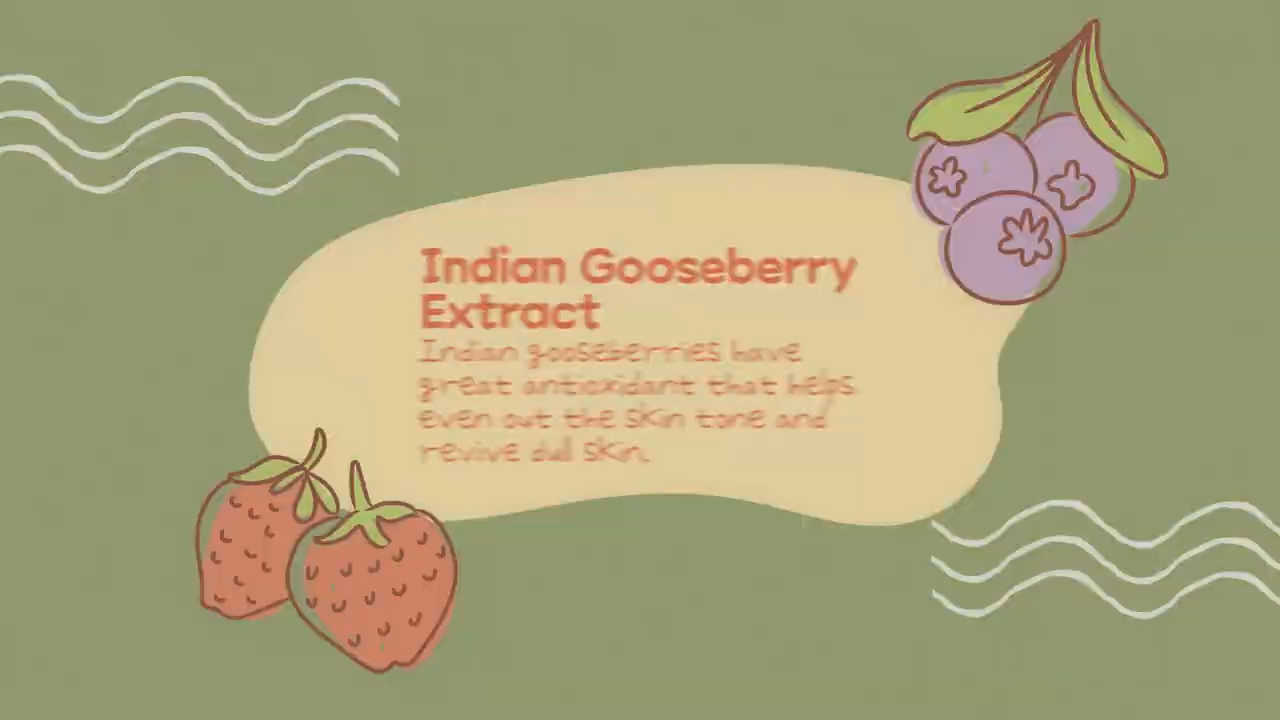 Indian Gooseberry
Extract
Indian gooseberries have
great antioxidant that helps
even out the skin tone and
revive dull skin.